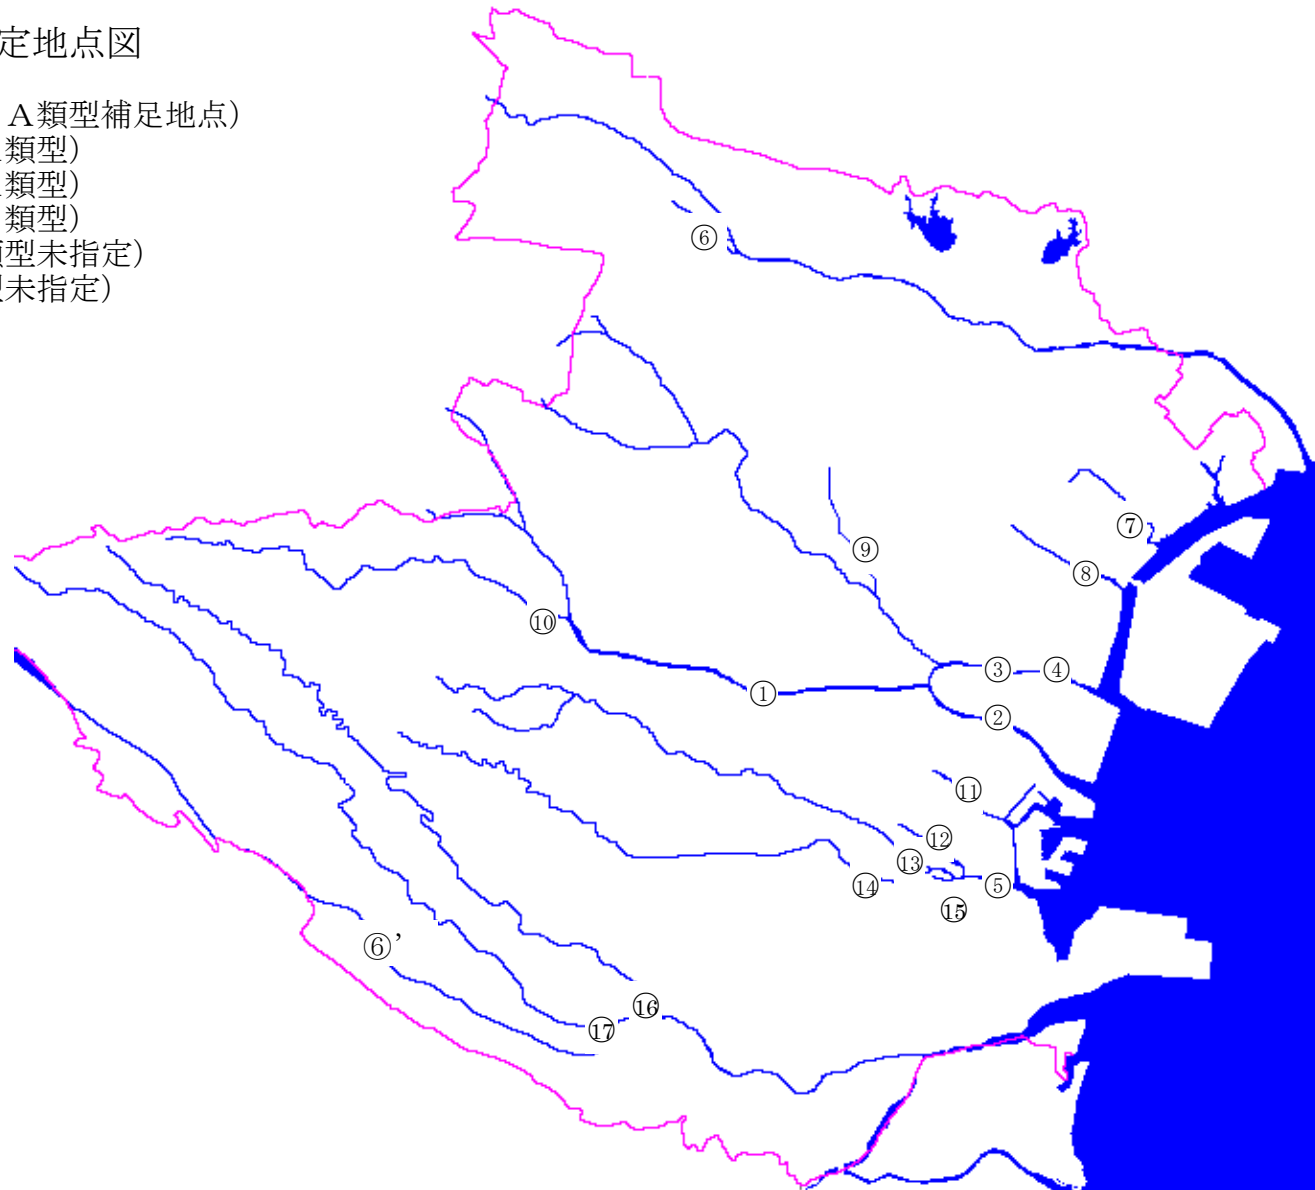 定地点図
A類型補足地点）
類型）
類型）
類型）
型未指定）
未指定）
⑥
⑦
⑨
⑧
⑩
③
④
①
②
⑪
⑫
⑬
⑭
⑤
⑮
⑥’
⑯
⑰